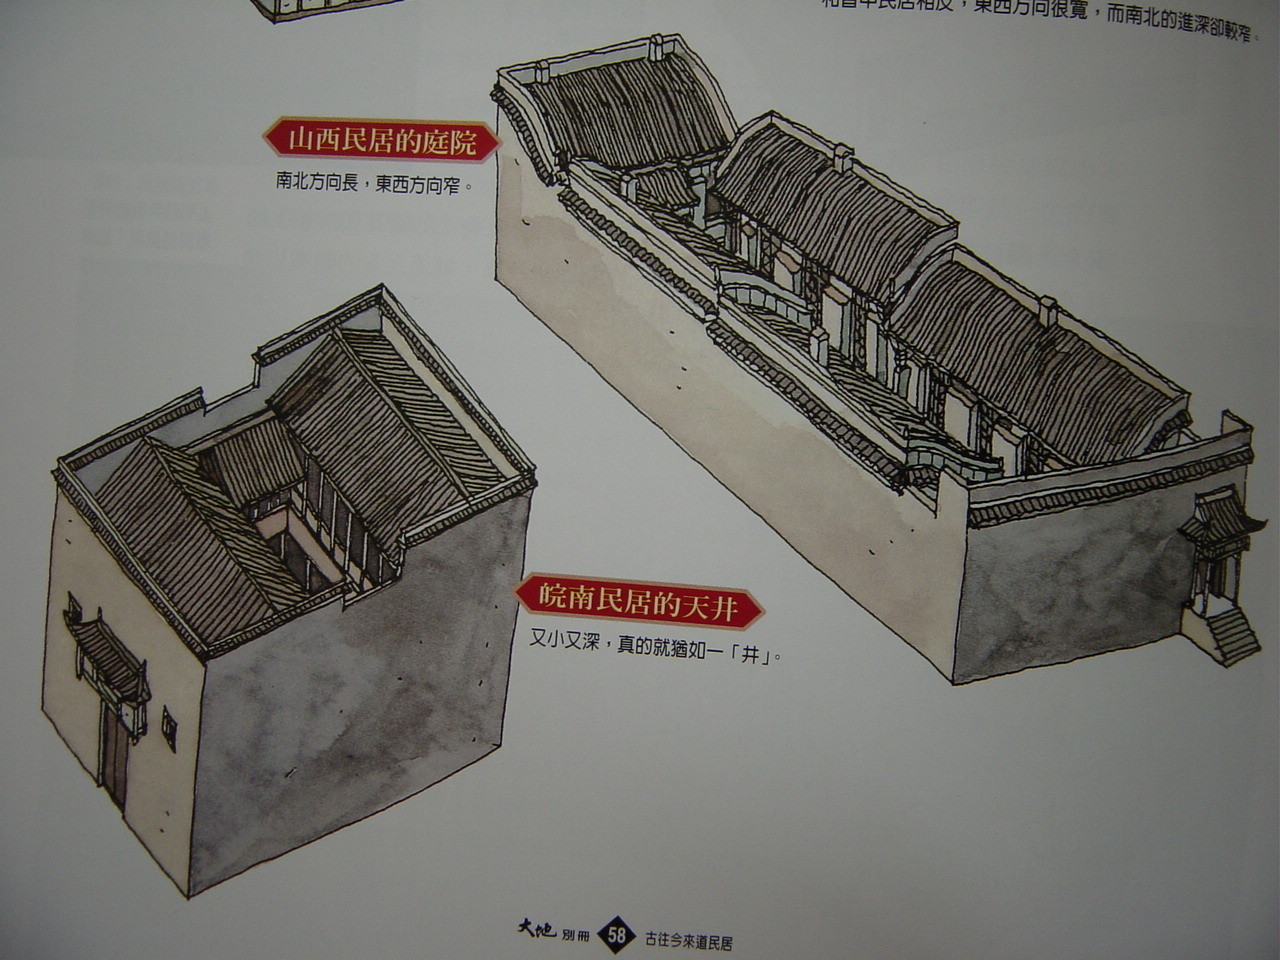 和晉中民居相反，東西方向很寬，而南北的進深卻較窄。
山西民居的庭院
南北方向長，東西方向窄。
皖南民居的天井
又小又深，真的就猶如一「井」。
大地 別冊 58 古往今來道民居